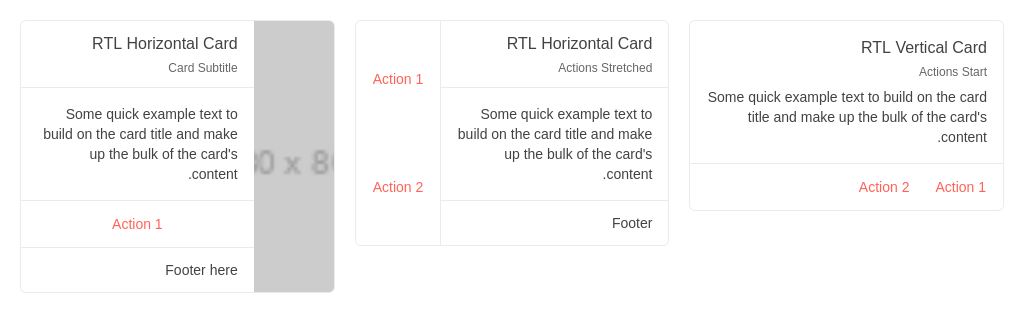 RTL Horizontal Card
Card Subtitle
Some quick example text to
build on the card title and make
up the bulk of the card's
.content
Action 1
Footer here
0 x 8
Action 1
Action 2
RTL Horizontal Card
Actions Stretched
Some quick example text to
build on the card title and make
up the bulk of the card's
.content
Footer
RTL Vertical Card
Actions Start
Some quick example text to build on the card
title and make up the bulk of the card's
.content
Action 2 Action 1